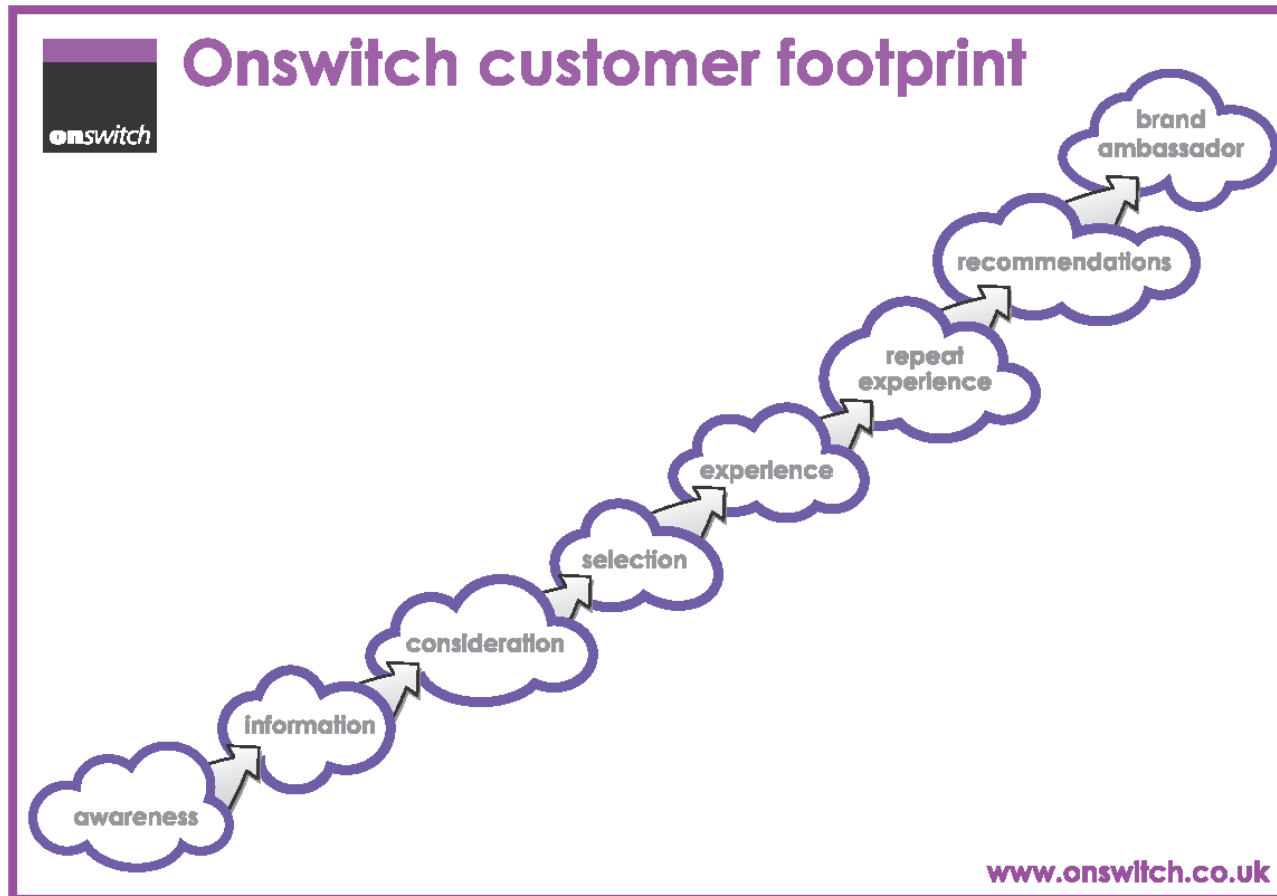 Onswitch customer footprint
onswitch
brand
ambassador
recommendations
repeat
experience
experience
selection
consideration
information
awareness
www.onswitch.co.uk